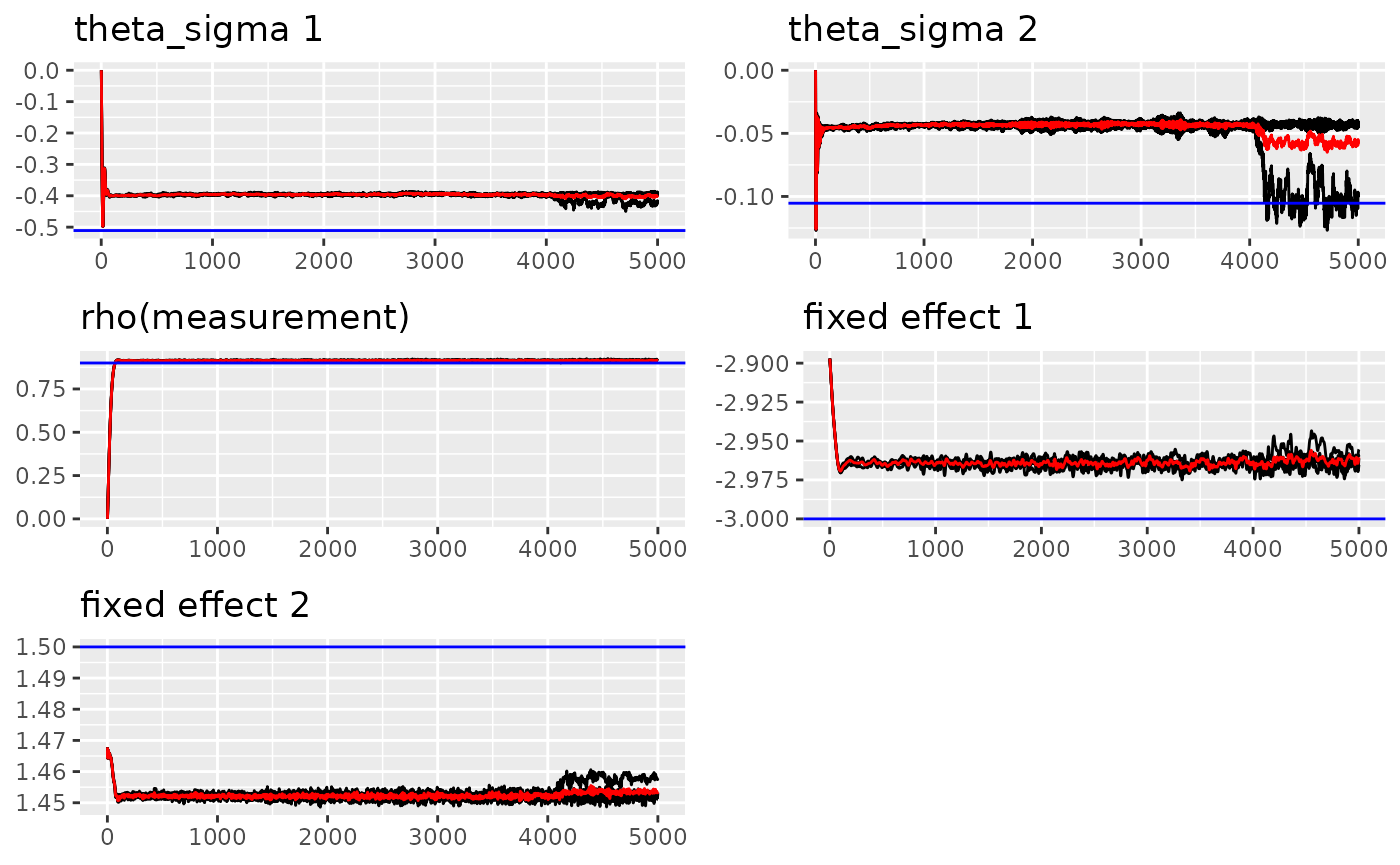 theta_sigma 1
0.0
-0.1
-0.2
-0.3
-0.4
-0.5
0 1000 2000 3000 4000 5000
theta_sigma 2
0.00
-0.05
-0.10
0 1000 2000 3000 4000 5000
rho(measurement)
0.75
0.50
0.25
0.00
0 1000 2000 3000 4000 5000
fixed effect 1
-2.900
-2.925
-2.950
-2.975
-3.000
0 1000 2000 3000 4000 5000
fixed effect 2
1.50
1.49
1.48
1.47
1.46
1.45
0 1000 2000 3000 4000 5000